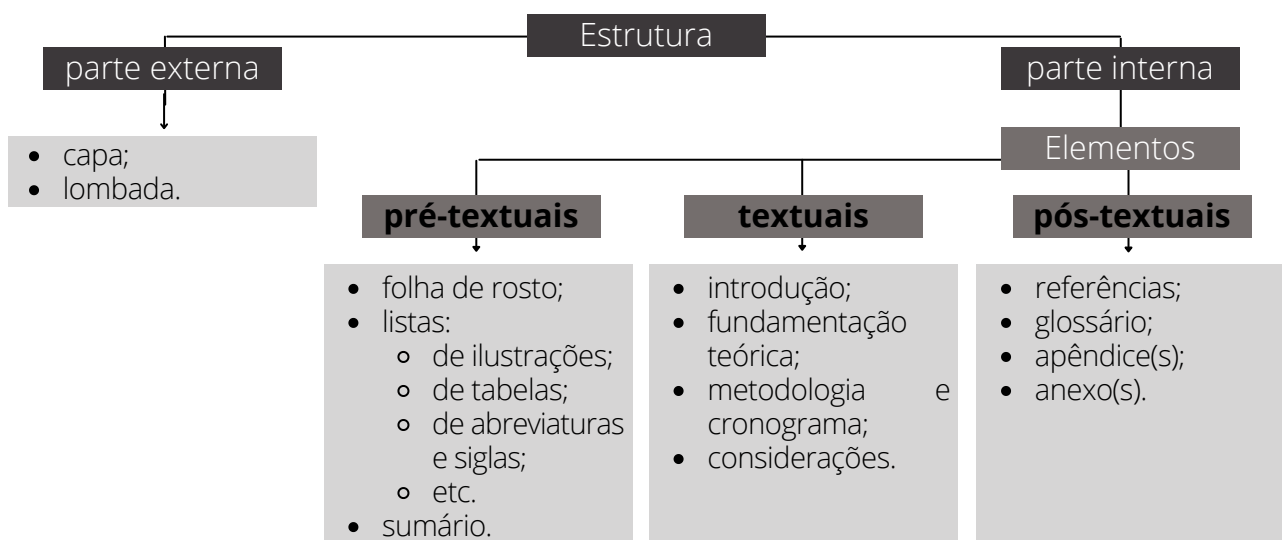 Estrutura
parte externa
parte interna
• capa;
• lombada.
Elementos
pré-textuais
textuais
pós-textuais
• folha de rosto;
• listas:
de ilustrações;
de tabelas;
de abreviaturas
e siglas;
etc.
• sumário.
• introdução;
• fundamentação
teórica;
• metodologia e
cronograma;
• considerações.
• referências;
• glossário;
• apêndice(s);
• anexo(s).